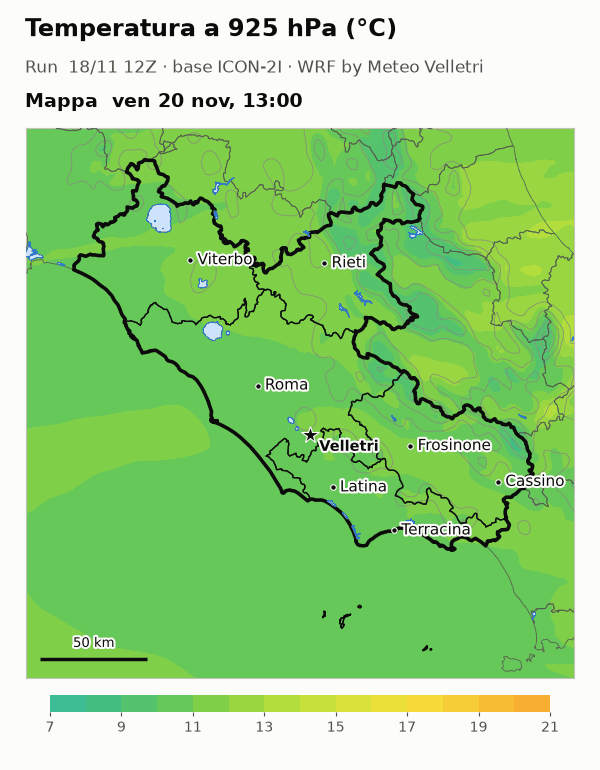 Temperatura a 925 hPa (°C)
Run  18/11 12Z · base ICON-2I · WRF by Meteo Velletri
Mappa  ven 20 nov, 13:00
Viterbo
Rieti
Roma
Velletri
Frosinone
Cassino
Latina
Terracina
50 km
7 9 11 13 15 17 19 21